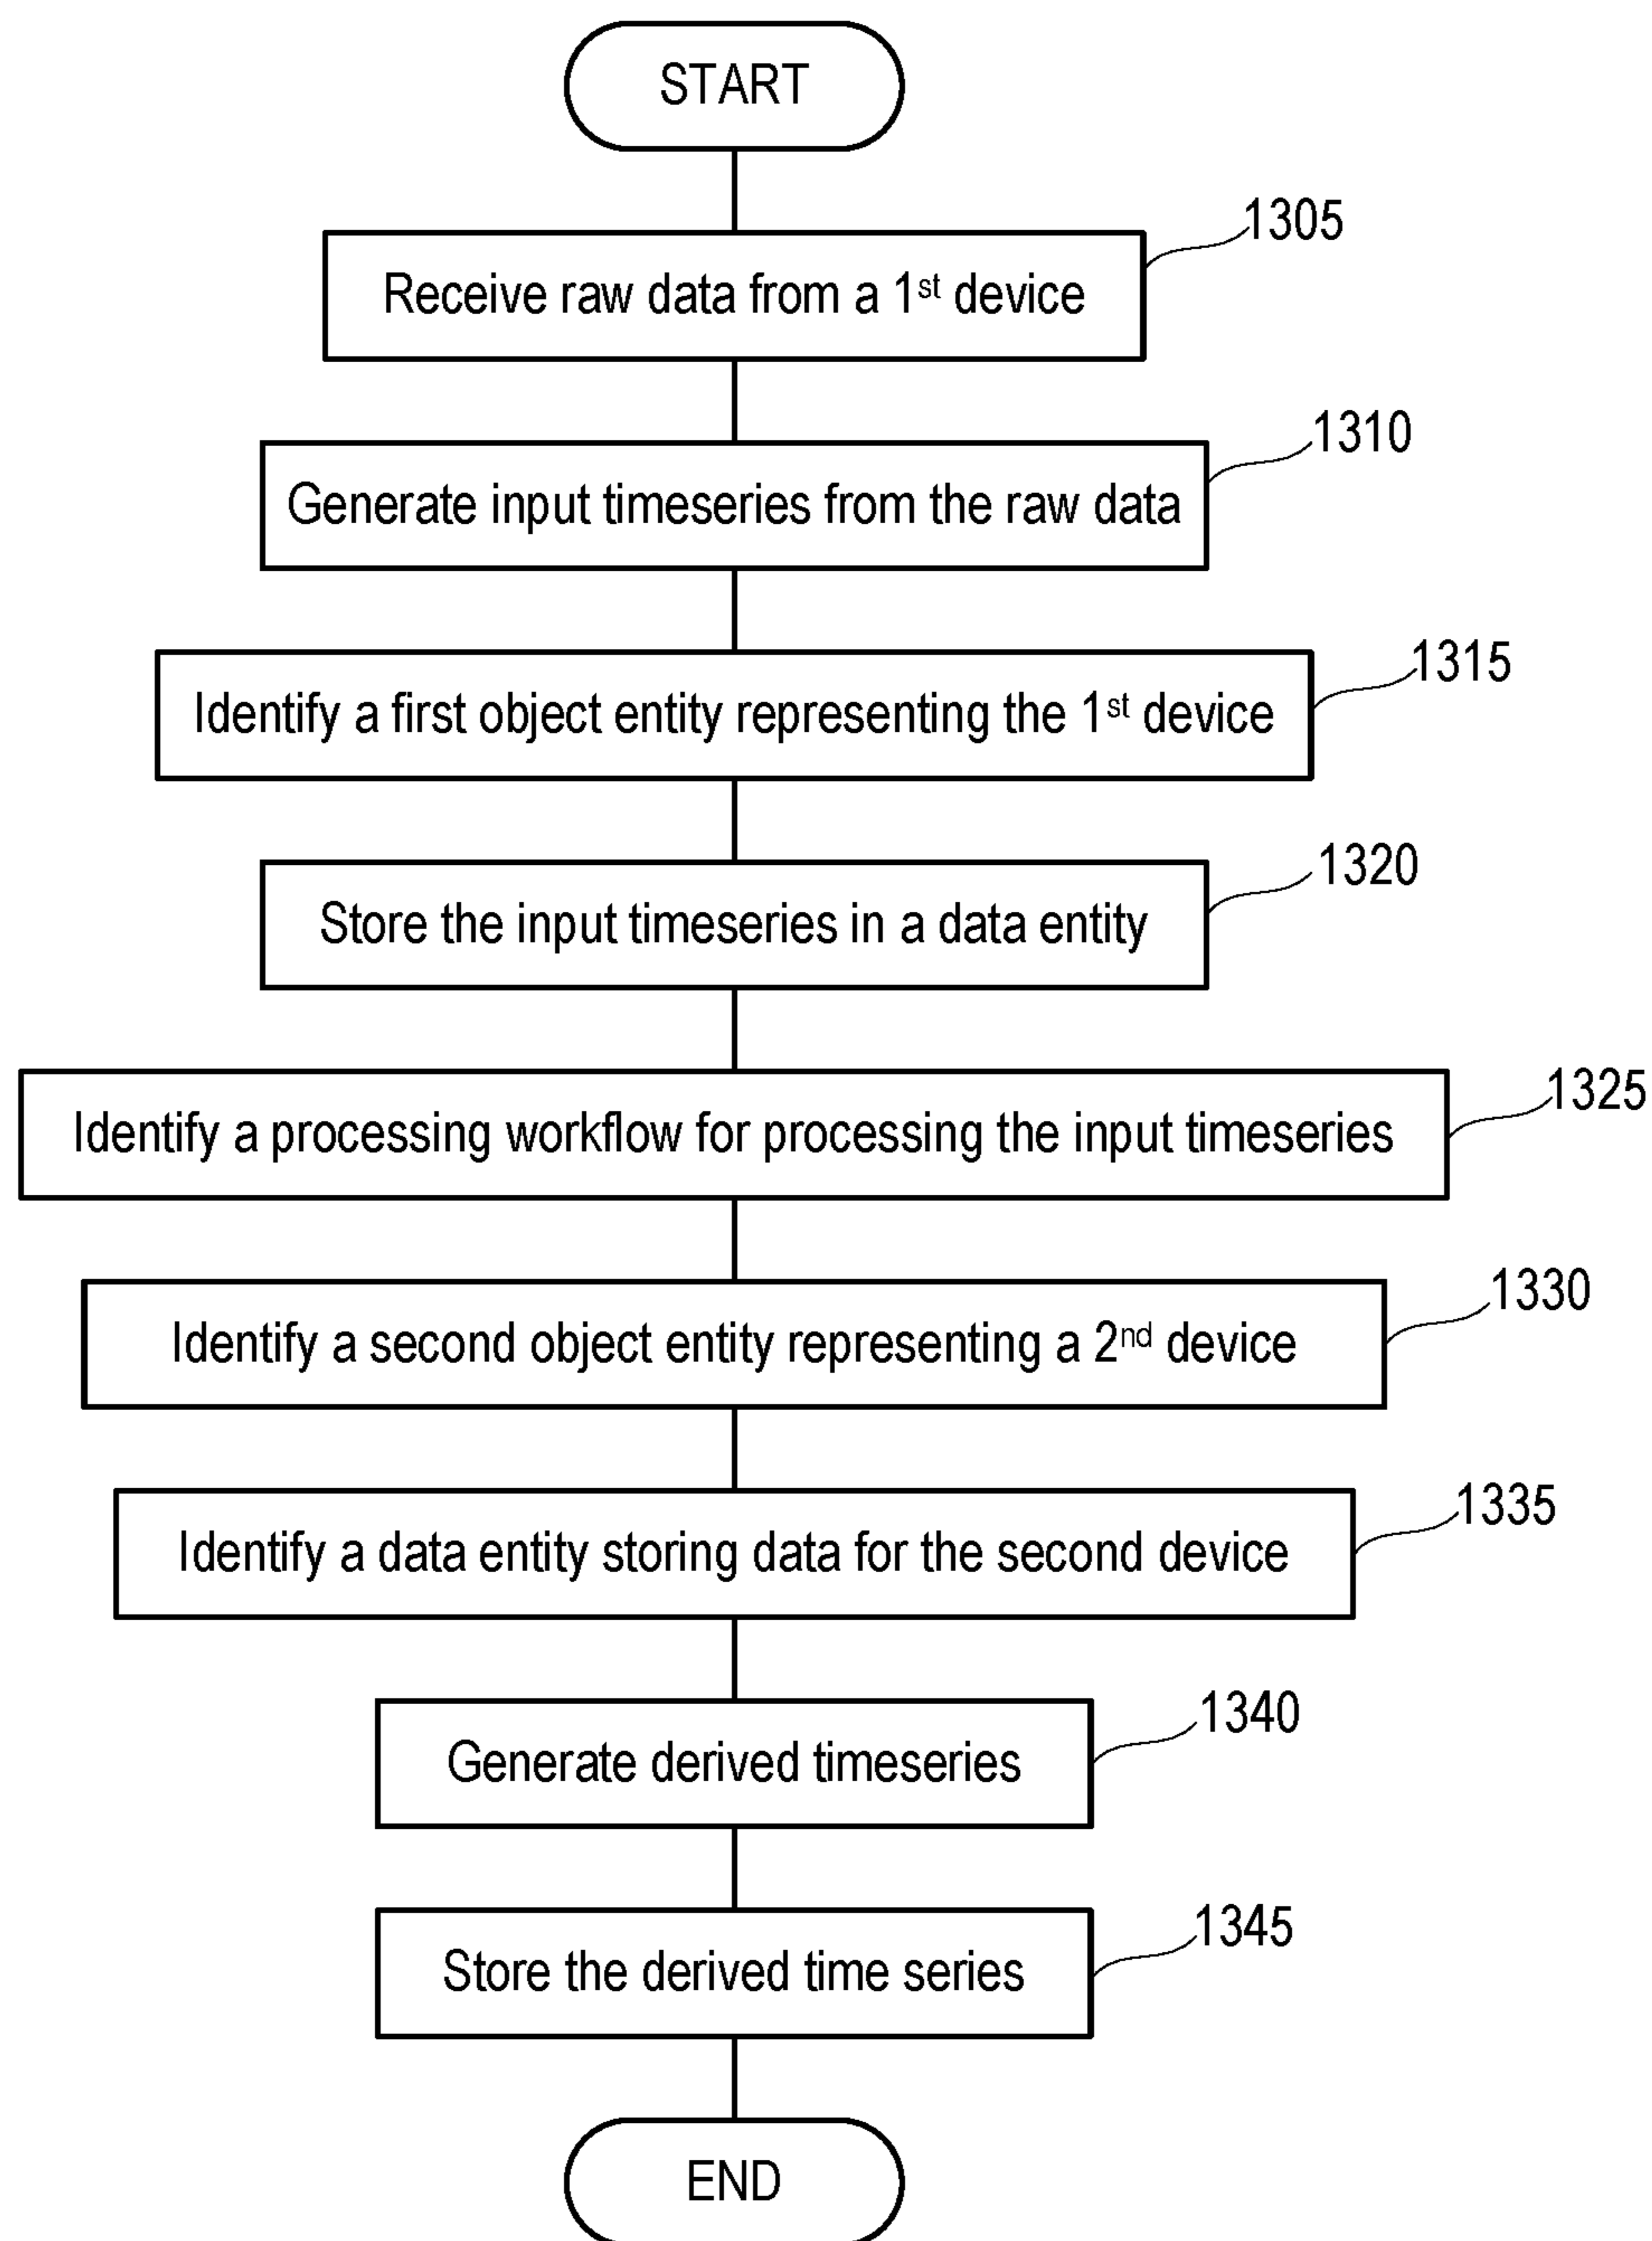 START
1305
Receive raw data from a 1st device
1310
Generate input timeseries from the raw data
1315
Identify a first object entity representing the 1st device
1320
Store the input timeseries in a data entity
1325
Identify a processing workflow for processing the input timeseries
1330
Identify a second object entity representing a 2nd device
1335
Identify a data entity storing data for the second device
1340
Generate derived timeseries
1345
Store the derived time series
END